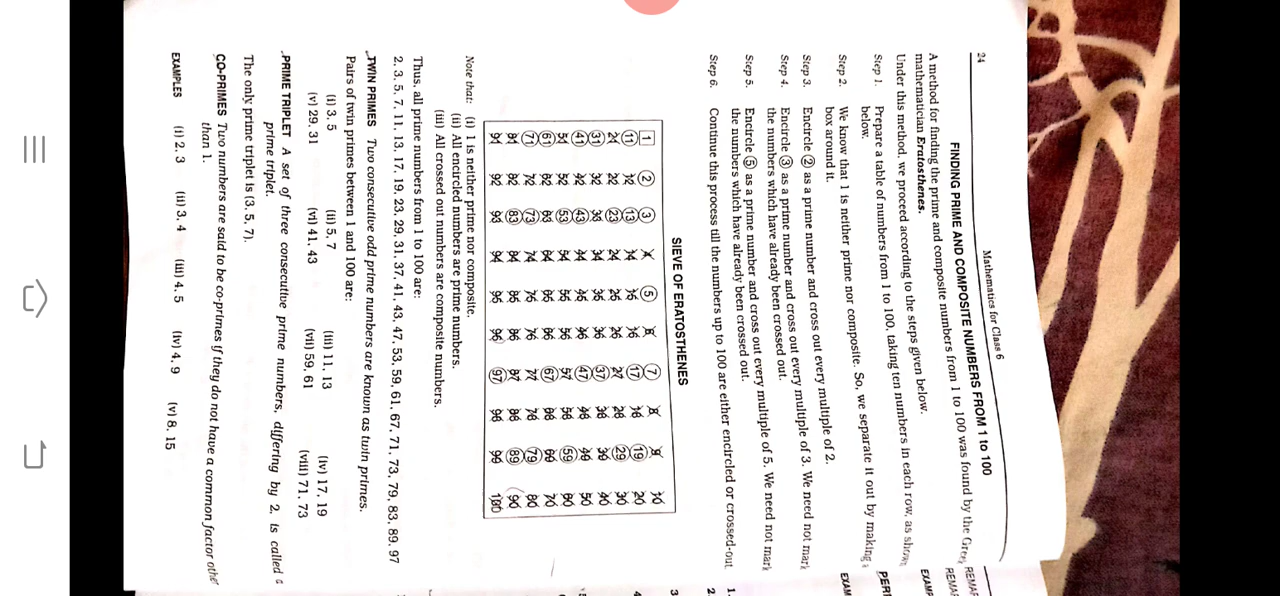 24
Mathematics for Class 6
FINDING PRIME AND COMPOSITE NUMBERS FROM 1 to 100
A method for finding the prime and composite numbers from 1 to 100 was found by the
mathematician Eratosthenes.
Under this method, we proceed according to the steps given below.
Step 1. Prepare a table of numbers from 1 to 100, taking ten numbers in each row, as shown
below.
Step 2. We know that 1 is neither prime nor composite. So, we separate it out by making a
box around it.
Step 3. Encircle 2 as a prime number and cross out every multiple of 2.
Step 4. Encircle 3 as a prime number and cross out every multiple of 3. We need not mark
the numbers which have already been crossed out.
Step 5. Encircle 5 as a prime number and cross out every multiple of 5. We need not mark
the numbers which have already been crossed out.
Step 6. Continue this process till the numbers up to 100 are either encircled or crossed-out
SIEVE OF ERATOSTHENES
1 2 3 4 5 6 7 8 9 10
11 12 13 14 15 16 17 18 19 20
21 22 23 24 25 26 27 28 29 30
31 32 33 34 35 36 37 38 39 40
41 42 43 44 45 46 47 48 49 50
51 52 53 54 55 56 57 58 59 60
61 62 63 64 65 66 67 68 69 70
71 72 73 74 75 76 77 78 79 80
81 82 83 84 85 86 87 88 89 90
91 92 93 94 95 96 97 98 99 100
Note that: (i) 1 is neither prime nor composite.
(ii) All encircled numbers are prime numbers.
(iii) All crossed out numbers are composite numbers.
Thus, all prime numbers from 1 to 100 are:
2, 3, 5, 7, 11, 13, 17, 19, 23, 29, 31, 37, 41, 43, 47, 53, 59, 61, 67, 71, 73, 79, 83, 89, 97
TWIN PRIMES Two consecutive odd prime numbers are known as twin primes.
Pairs of twin primes between 1 and 100 are:
(i) 3, 5 (ii) 5, 7 (iii) 11, 13 (iv) 17, 19
(v) 29, 31 (vi) 41, 43 (vii) 59, 61 (viii) 71, 73
PRIME TRIPLET A set of three consecutive prime numbers, differing by 2, is called a
prime triplet.
The only prime triplet is (3, 5, 7).
CO-PRIMES Two numbers are said to be co-primes if they do not have a common factor other
than 1.
EXAMPLES (i) 2, 3 (ii) 3, 4 (iii) 4, 5 (iv) 4, 9 (v) 8, 15